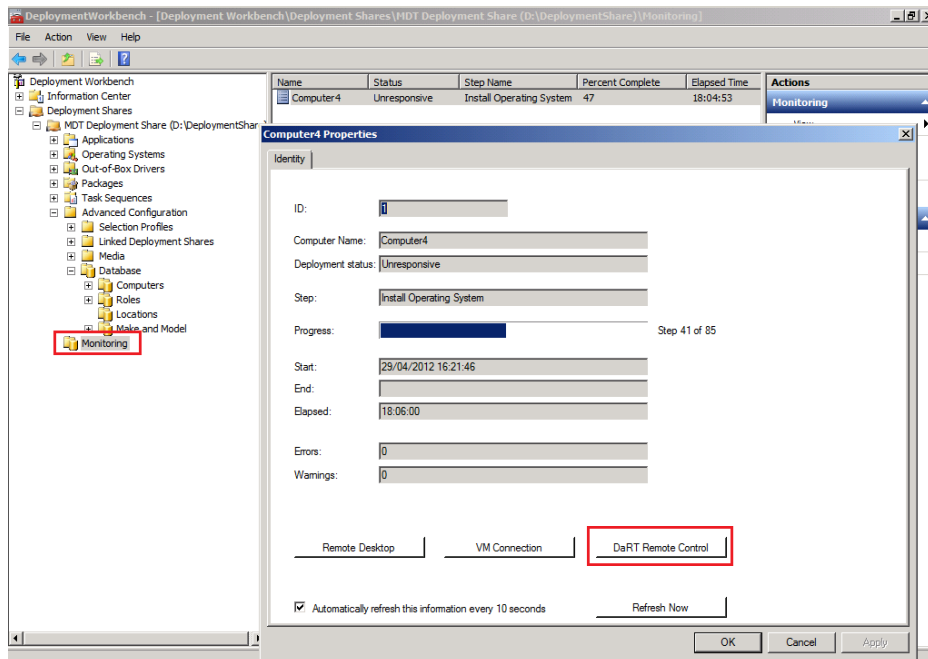 DeploymentWorkbench - [Deployment Workbench\Deployment Shares\MDT Deployment Share (D:\DeploymentShare)\Monitoring]
File Action View Help
Deployment Workbench
Information Center
Deployment Shares
MDT Deployment Share (D:\DeploymentShar
Applications
Operating Systems
Out-of-Box Drivers
Packages
Task Sequences
Advanced Configuration
Selection Profiles
Linked Deployment Shares
Media
Database
Computers
Roles
Locations
Make and Model
Monitoring
Name Status Step Name Percent Complete Elapsed Time
Computer4 Unresponsive Install Operating System 47 18:04:53
Actions
Monitoring
View
Computer4 Properties
Identity
ID: 1
Computer Name: Computer4
Deployment status: Unresponsive
Step: Install Operating System
Progress: Step 41 of 85
Start: 29/04/2012 16:21:46
End:
Elapsed: 18:06:00
Errors: 0
Warnings: 0
Remote Desktop VM Connection DaRT Remote Control
Automatically refresh this information every 10 seconds Refresh Now
OK Cancel Apply